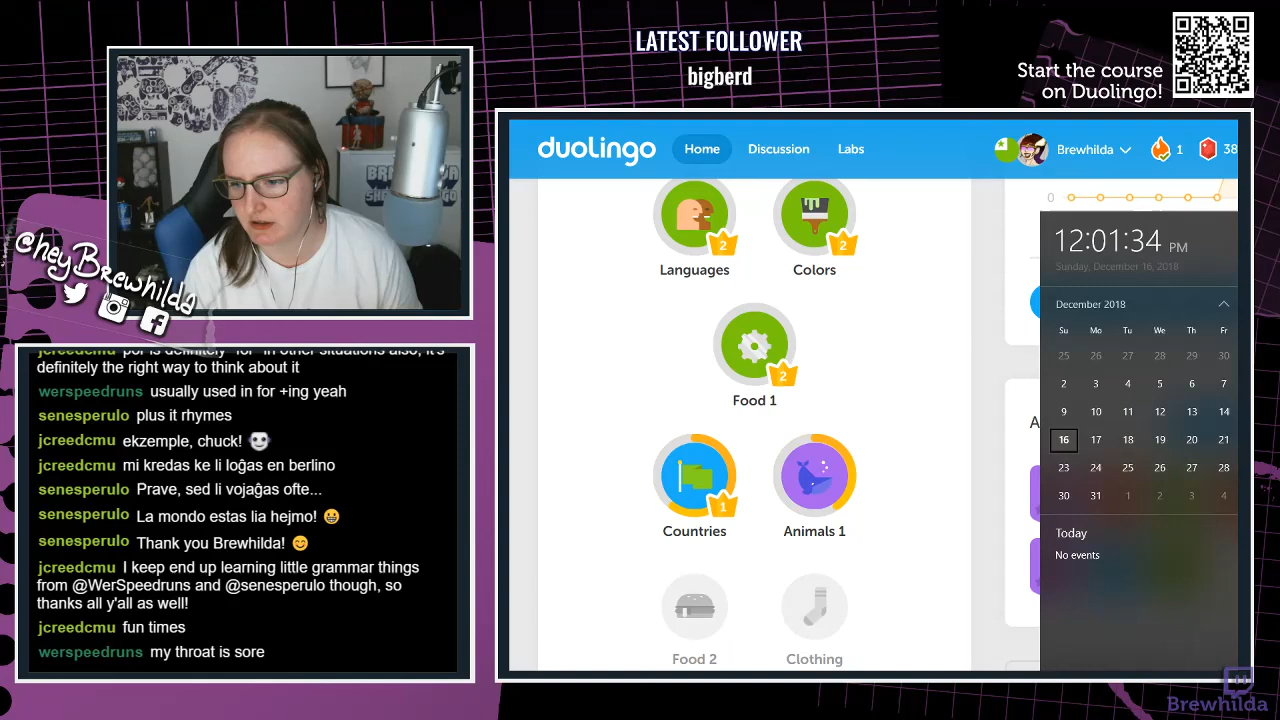 LATEST FOLLOWER
bigberd
Start the course
on Duolingo!
@heyBrewhilda
duolingo
Home
Discussion
Labs
Brewhilda
1
38
0
2
2
Languages
Colors
2
Food 1
1
Countries
Animals 1
Food 2
Clothing
A
12:01:34 PM
Sunday, December 16, 2018
December 2018
Su Mo Tu We Th Fr
25 26 27 28 29 30
2 3 4 5 6 7
9 10 11 12 13 14
16 17 18 19 20 21
23 24 25 26 27 28
30 31 1 2 3 4
Today
No events
definitely the right way to think about it
werspeedruns usually used in for +ing yeah
senesperulo plus it rhymes
jcreedcmu ekzemple, chuck!
jcreedcmu mi kredas ke li loĝas en berlino
senesperulo Prave, sed li vojaĝas ofte...
senesperulo La mondo estas lia hejmo!
senesperulo Thank you Brewhilda!
jcreedcmu I keep end up learning little grammar things
from @WerSpeedruns and @senesperulo though, so
thanks all y'all as well!
jcreedcmu fun times
werspeedruns my throat is sore
Brewhilda